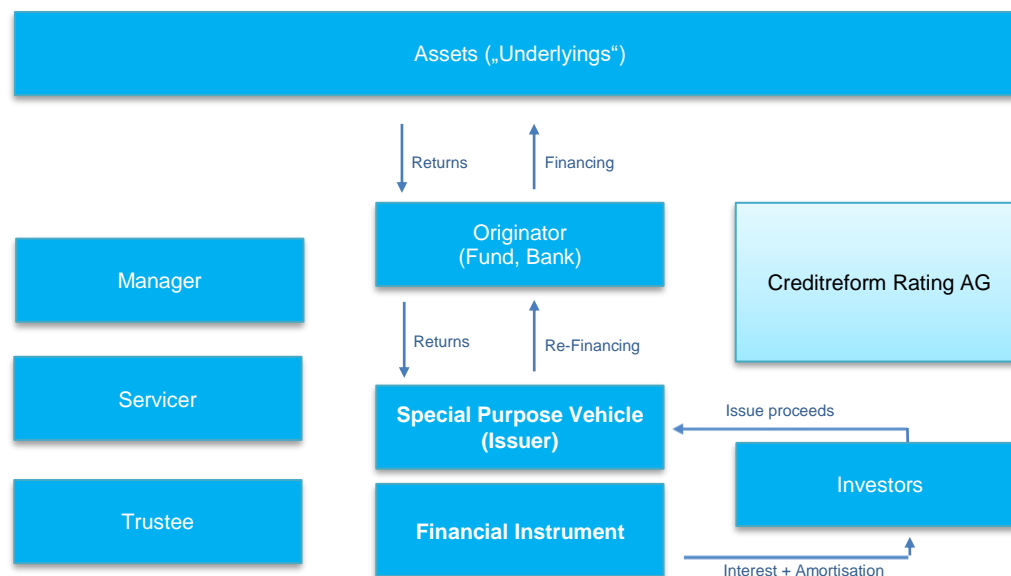 Assets („Underlyings“)
Returns
Financing
Originator
(Fund, Bank)
Manager
Creditreform Rating AG
Returns
Re-Financing
Servicer
Special Purpose Vehicle
(Issuer)
Issue proceeds
Investors
Trustee
Financial Instrument
Interest + Amortisation